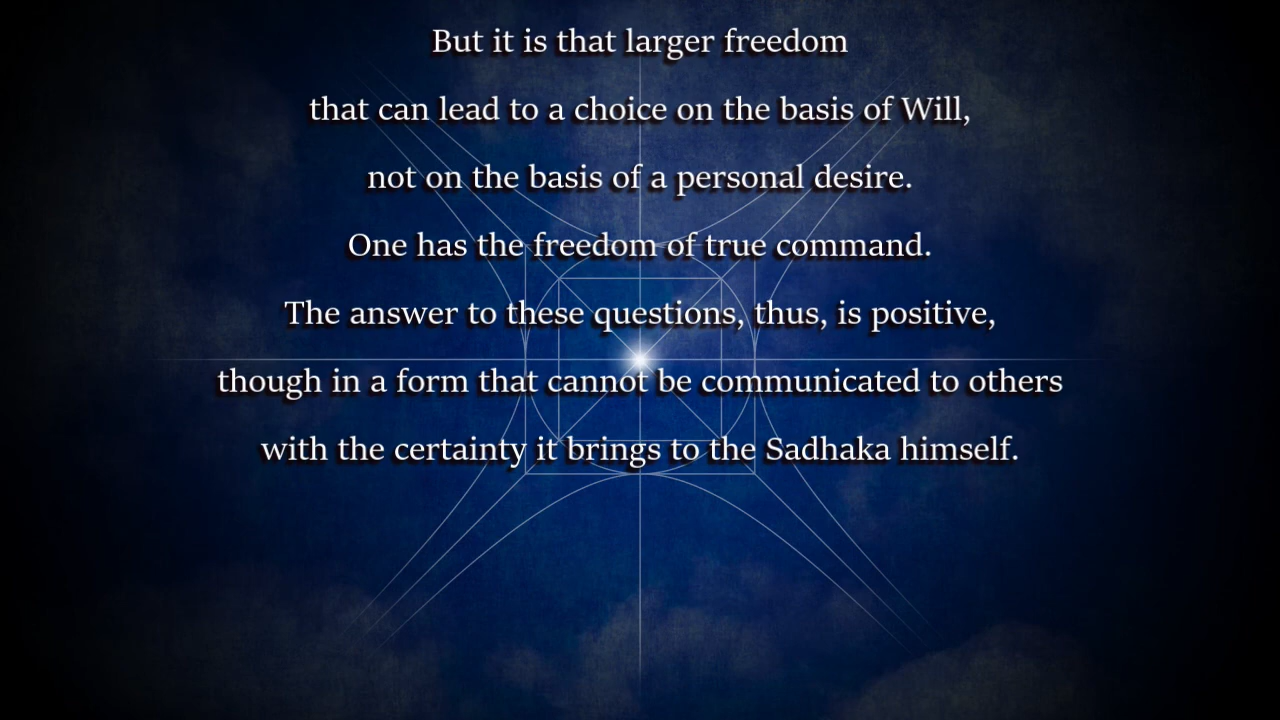 But it is that larger freedom
that can lead to a choice on the basis of Will,
not on the basis of a personal desire.
One has the freedom of true command.
The answer to these questions, thus, is positive,
though in a form that cannot be communicated to others
with the certainty it brings to the Sadhaka himself.